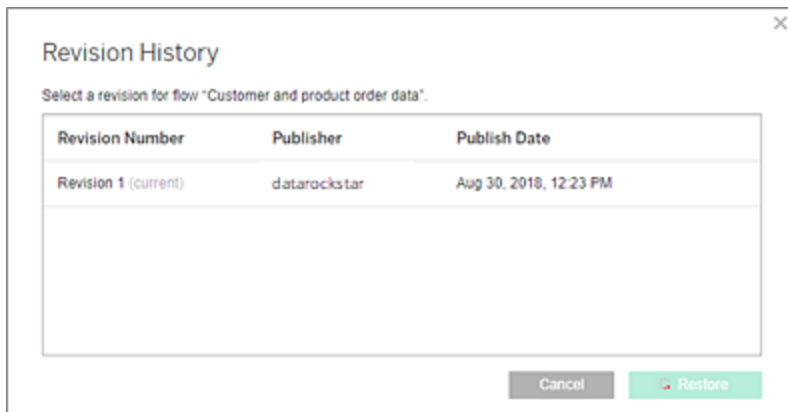 Revision History
Select a revision for flow "Customer and product order data".
Revision Number Publisher Publish Date
Revision 1 (current) datarockstar Aug 30, 2018, 12:23 PM
Cancel Restore